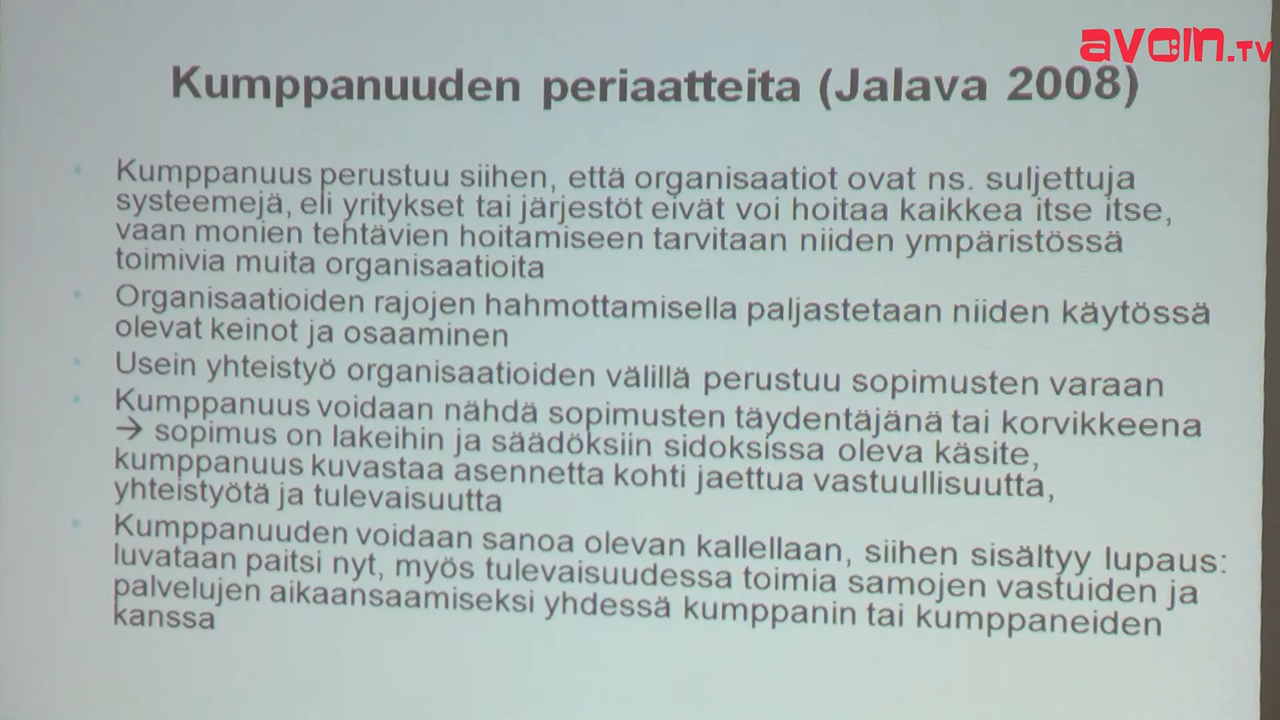 avoin.tv
Kumppanuuden periaatteita (Jalava 2008)
• Kumppanuus perustuu siihen, että organisaatiot ovat ns. suljettuja
systeemejä, eli yritykset tai järjestöt eivät voi hoitaa kaikkea itse itse,
vaan monien tehtävien hoitamiseen tarvitaan niiden ympäristössä
toimivia muita organisaatioita
• Organisaatioiden rajojen hahmottamisella paljastetaan niiden käytössä
olevat keinot ja osaaminen
• Usein yhteistyö organisaatioiden välillä perustuu sopimusten varaan
• Kumppanuus voidaan nähdä sopimusten täydentäjänä tai korvikkeena
→ sopimus on lakeihin ja säädöksiin sidoksissa oleva käsite,
kumppanuus kuvastaa asennetta kohti jaettua vastuullisuutta,
yhteistyötä ja tulevaisuutta
• Kumppanuuden voidaan sanoa olevan kallellaan, siihen sisältyy lupaus:
luvataan paitsi nyt, myös tulevaisuudessa toimia samojen vastuiden ja
palvelujen aikaansaamiseksi yhdessä kumppanin tai kumppaneiden
kanssa